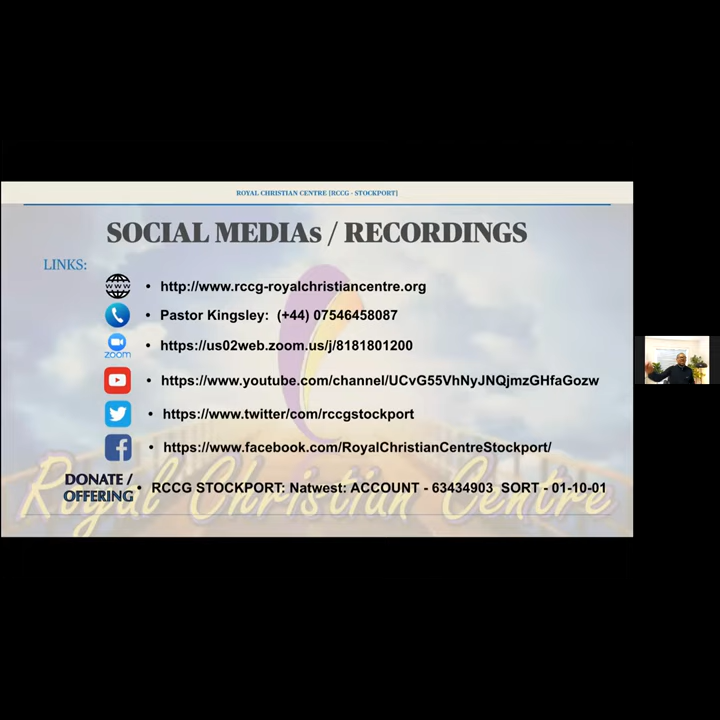 ROYAL CHRISTIAN CENTRE [RCCG - STOCKPORT]
SOCIAL MEDIAs / RECORDINGS
LINKS:
WWW • http://www.rccg-royalchristiancentre.org
• Pastor Kingsley: (+44) 07546458087
zoom • https://us02web.zoom.us/j/8181801200
• https://www.youtube.com/channel/UCvG55VhNyJNQjmzGHfaGozw
• https://www.twitter/com/rccgstockport
• https://www.facebook.com/RoyalChristianCentreStockport/
DONATE /
OFFERING • RCCG STOCKPORT: Natwest: ACCOUNT - 63434903 SORT - 01-10-01
Royal Christian Centre